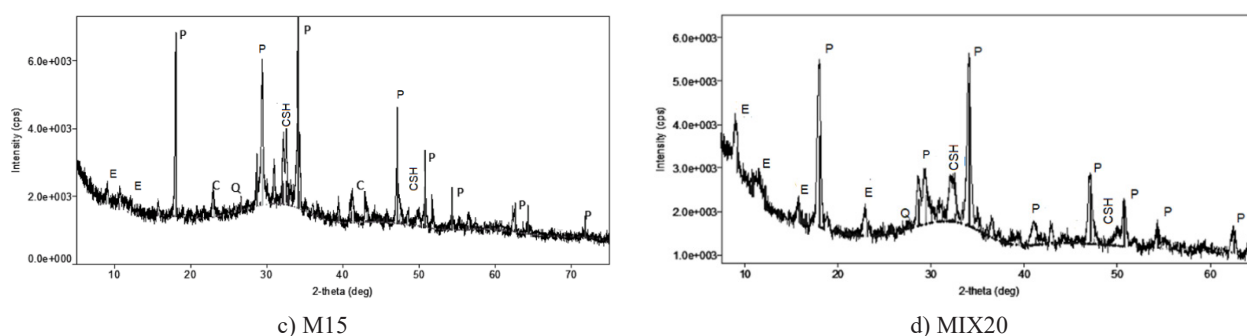 Intensity (cps)
6.0e+003
4.0e+003
2.0e+003
0.0e+000
E
E
P
C
Q
P
CSH
P
C
P
CSH
P
P
P
P
10
20
30
40
50
60
70
2-theta (deg)
c) M15
Intensity (cps)
6.0e+003
5.0e+003
4.0e+003
3.0e+003
2.0e+003
1.0e+003
E
E
E
P
E
Q
P
CSH
P
P
P
CSH
P
P
P
10
20
30
40
50
60
2-theta (deg)
d) MIX20